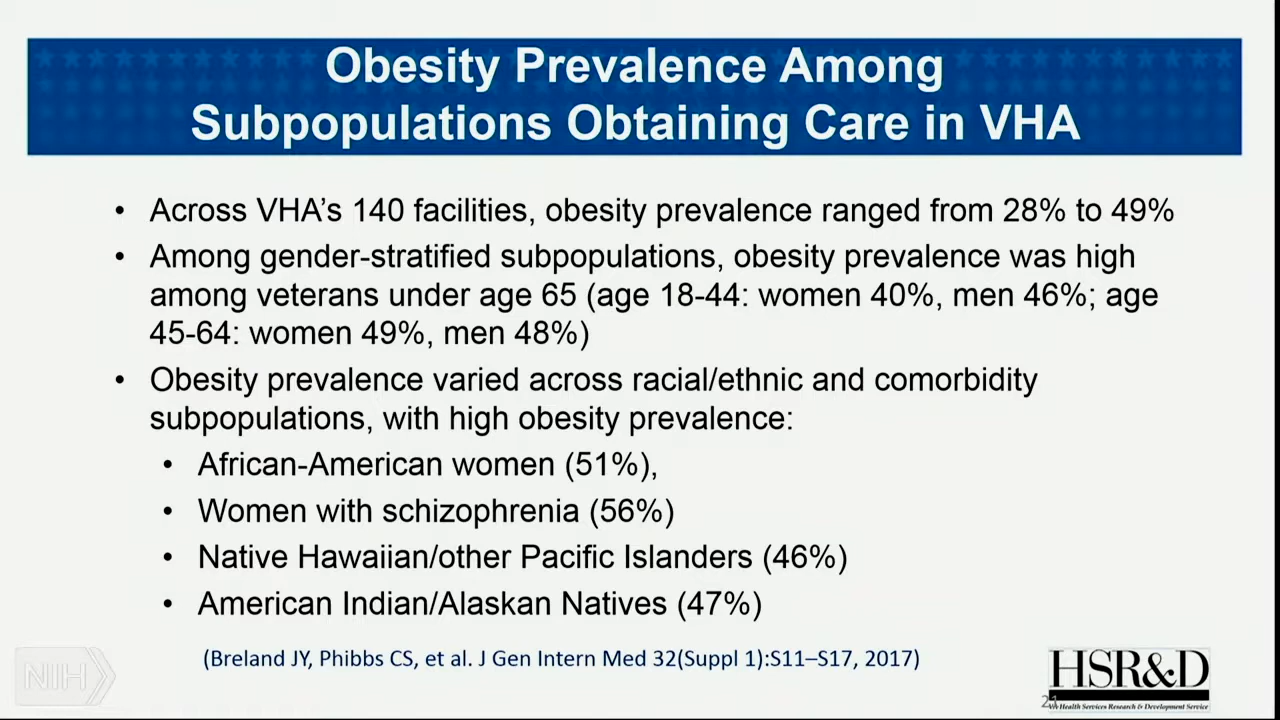 Obesity Prevalence Among
Subpopulations Obtaining Care in VHA
• Across VHA's 140 facilities, obesity prevalence ranged from 28% to 49%
• Among gender-stratified subpopulations, obesity prevalence was high
among veterans under age 65 (age 18-44: women 40%, men 46%; age
45-64: women 49%, men 48%)
• Obesity prevalence varied across racial/ethnic and comorbidity
subpopulations, with high obesity prevalence:
• African-American women (51%),
• Women with schizophrenia (56%)
• Native Hawaiian/other Pacific Islanders (46%)
• American Indian/Alaskan Natives (47%)
(Breland JY, Phibbs CS, et al. J Gen Intern Med 32(Suppl 1):S11–S17, 2017)
NIH
HSR&D
Health Services Research & Development Service